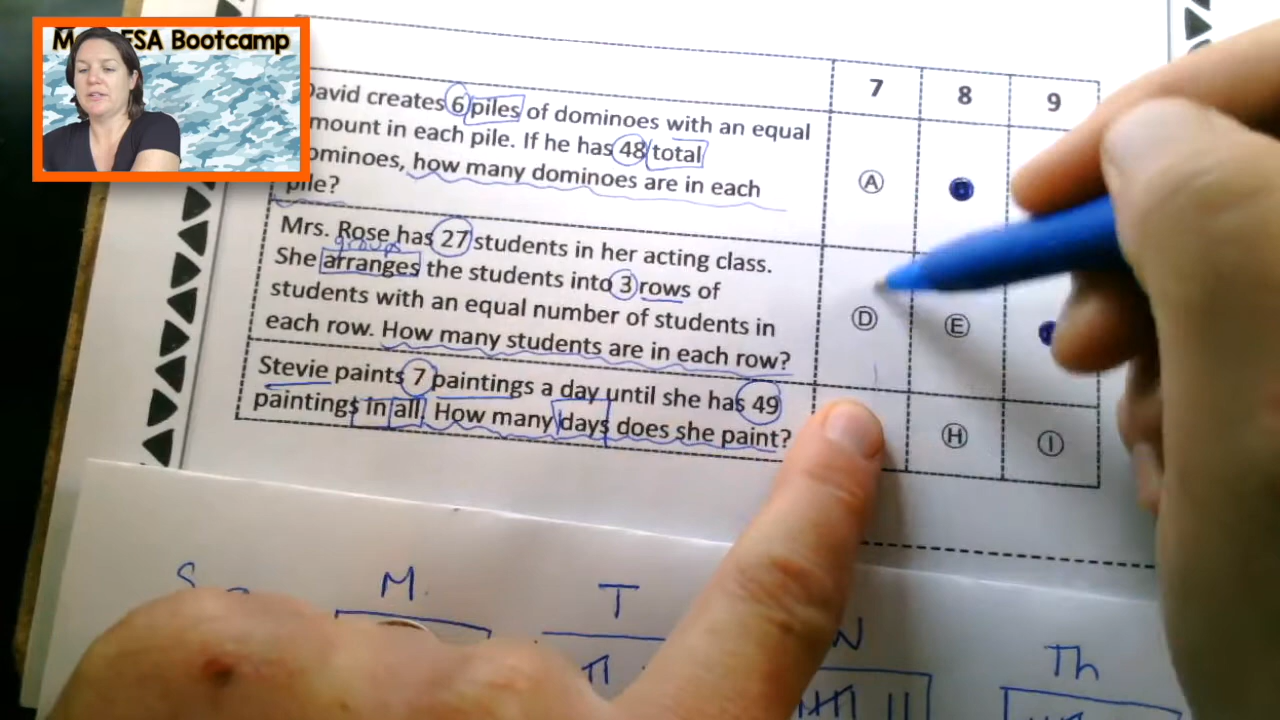 FSA Bootcamp
7 8 9
David creates 6 piles of dominoes with an equal
amount in each pile. If he has 48 total
dominoes, how many dominoes are in each
pile?
A
Mrs. Rose has 27 students in her acting class.
group
She arranges the students into 3 rows of
students with an equal number of students in
each row. How many students are in each row?
D E
Stevie paints 7 paintings a day until she has 49
paintings in all. How many days does she paint?
H I
M T W Th